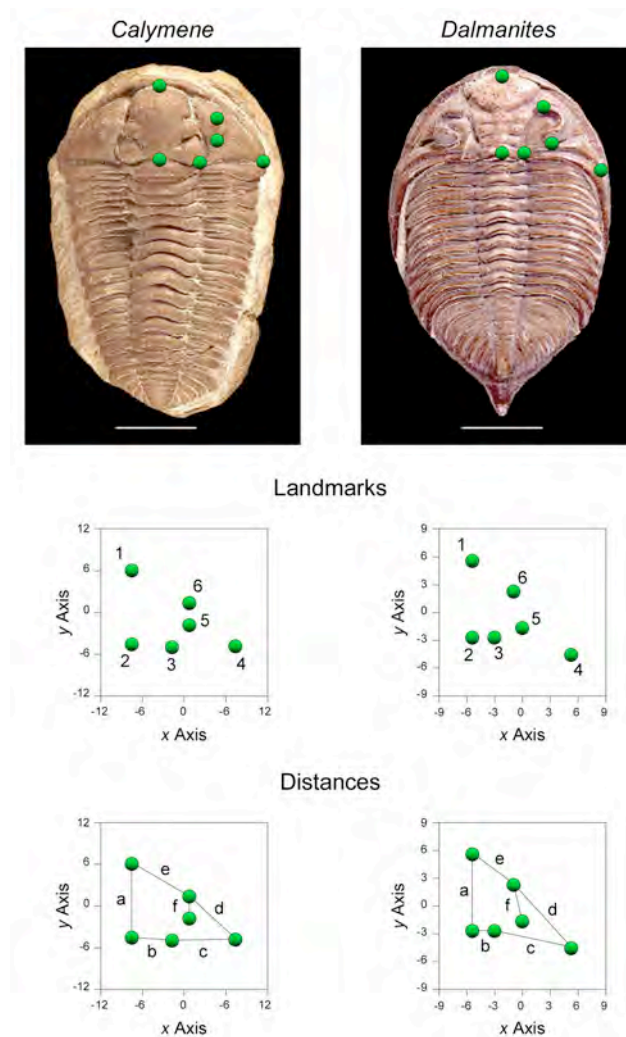 Calymene
Dalmanites
Landmarks
12
6
0
-6
-12
y Axis
1
6
5
2
3
4
-12 -6 0 -6 12
x Axis
9
6
3
0
-3
-6
-9
y Axis
1
6
5
2
3
4
-9 -6 -3 0 3 6 9
x Axis
Distances
12
6
0
-6
-12
y Axis
e
a
f
d
b
c
-12 -6 0 -6 12
x Axis
9
6
3
0
-3
-6
-9
y Axis
e
a
f
d
b
c
-9 -6 -3 0 3 6 9
x Axis